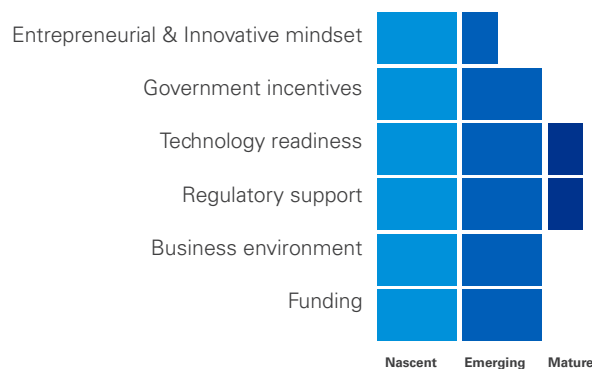 Entrepreneurial & Innovative mindset
Government incentives
Technology readiness
Regulatory support
Business environment
Funding
Nascent Emerging Mature